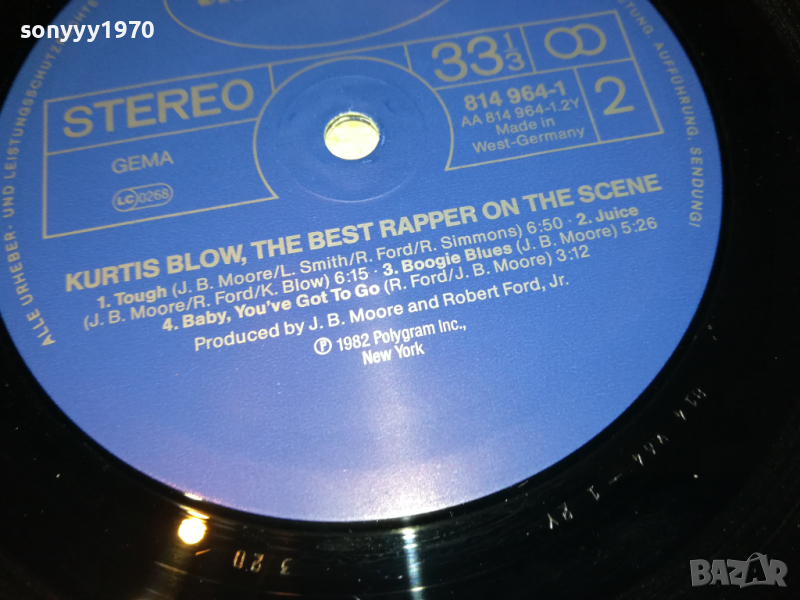 sonyyy1970
STEREO
33 1/3
GEMA
LC 0268
814 964-1
AA 814 964-1.2Y
Made in
West-Germany
2
KURTIS BLOW, THE BEST RAPPER ON THE SCENE
1. Tough (J. B. Moore/L. Smith/R. Ford/R. Simmons) 6:50 · 2. Juice
(J. B. Moore/R. Ford/K. Blow) 6:15 · 3. Boogie Blues (J. B. Moore) 5:26
4. Baby, You've Got To Go (R. Ford/J. B. Moore) 3:12
Produced by J. B. Moore and Robert Ford, Jr.
℗ 1982 Polygram Inc.,
New York
ALLE URHEBER- UND LEISTUNGSSCHUTZ
AUFFÜHRUNG, SENDUNG!
320
BAZAR